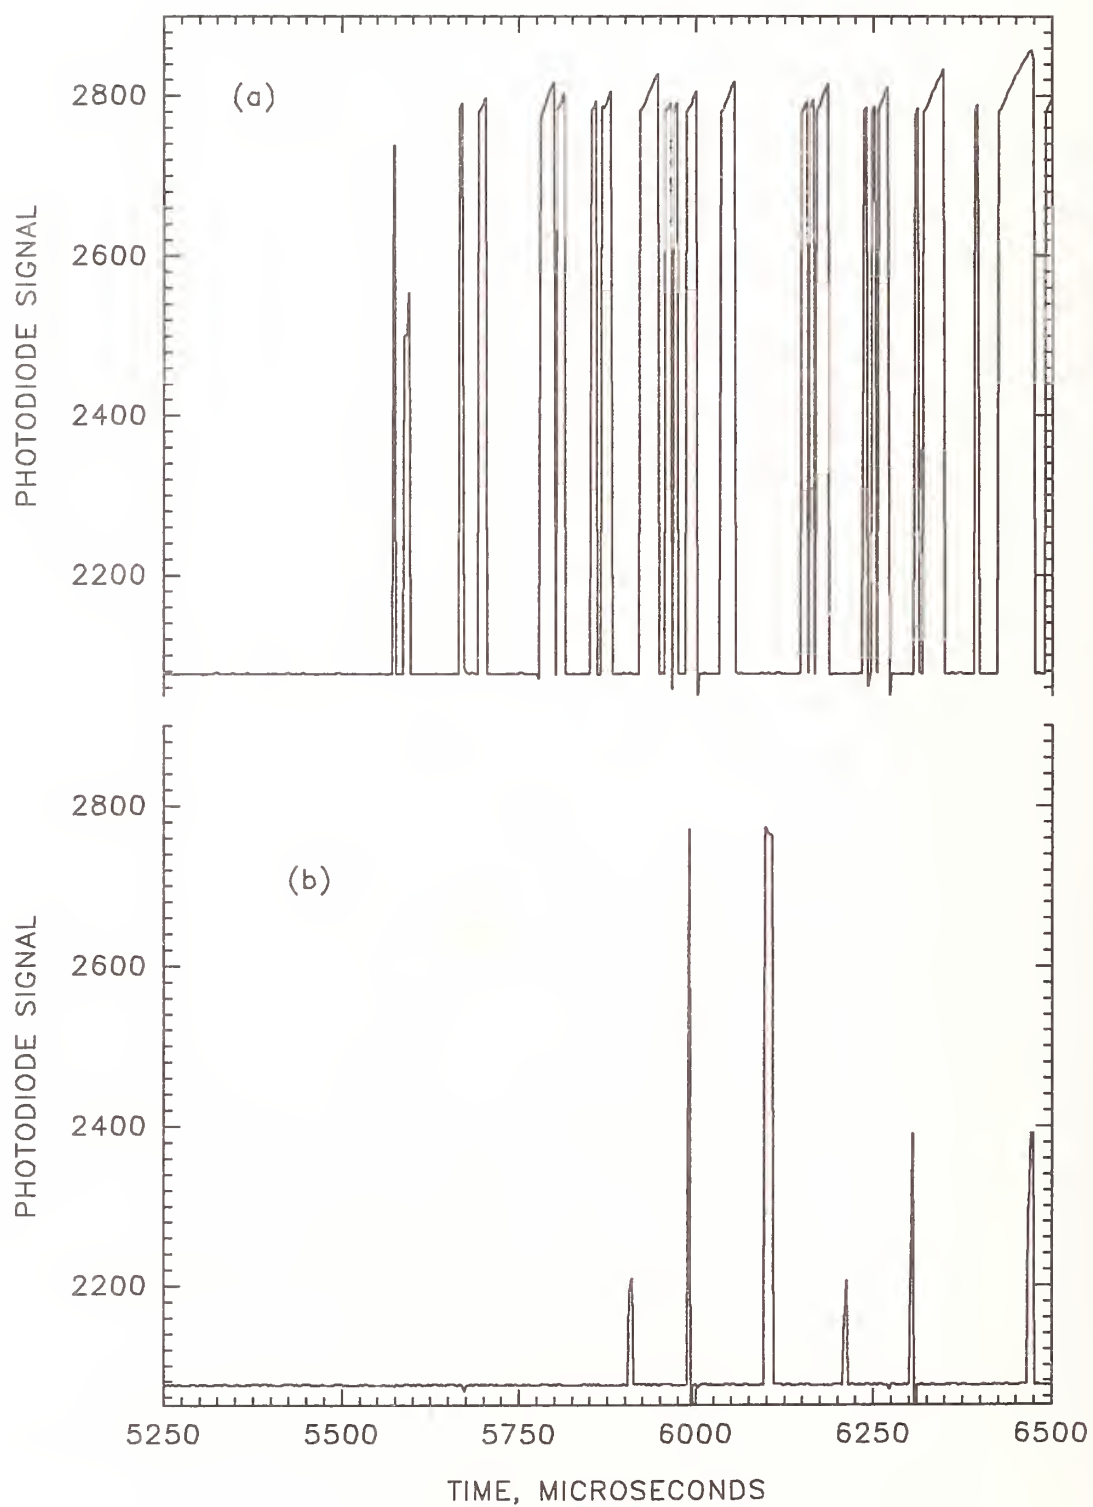 (a)
2800
2600
2400
2200
PHOTODIODE SIGNAL
(b)
2800
2600
2400
2200
PHOTODIODE SIGNAL
5250 5500 5750 6000 6250 6500
TIME, MICROSECONDS